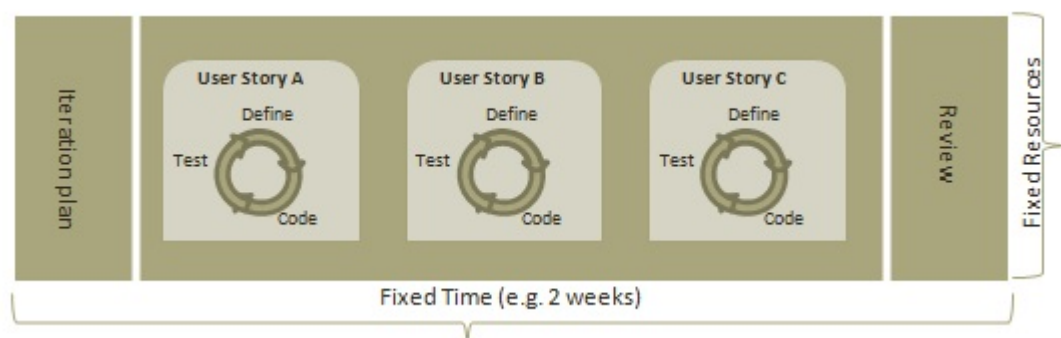 Iteration plan
User Story A
Define
Test
Code
User Story B
Define
Test
Code
User Story C
Define
Test
Code
Review
Fixed Resources
Fixed Time (e.g. 2 weeks)